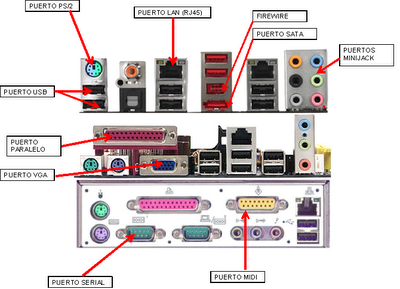 PUERTO PS/2
PUERTO LAN (RJ45)
FIREWIRE
PUERTO SATA
PUERTOS
MINIJACK
PUERTO USB
PUERTO
PARALELO
PUERTO VGA
PUERTO SERIAL
PUERTO MIDI